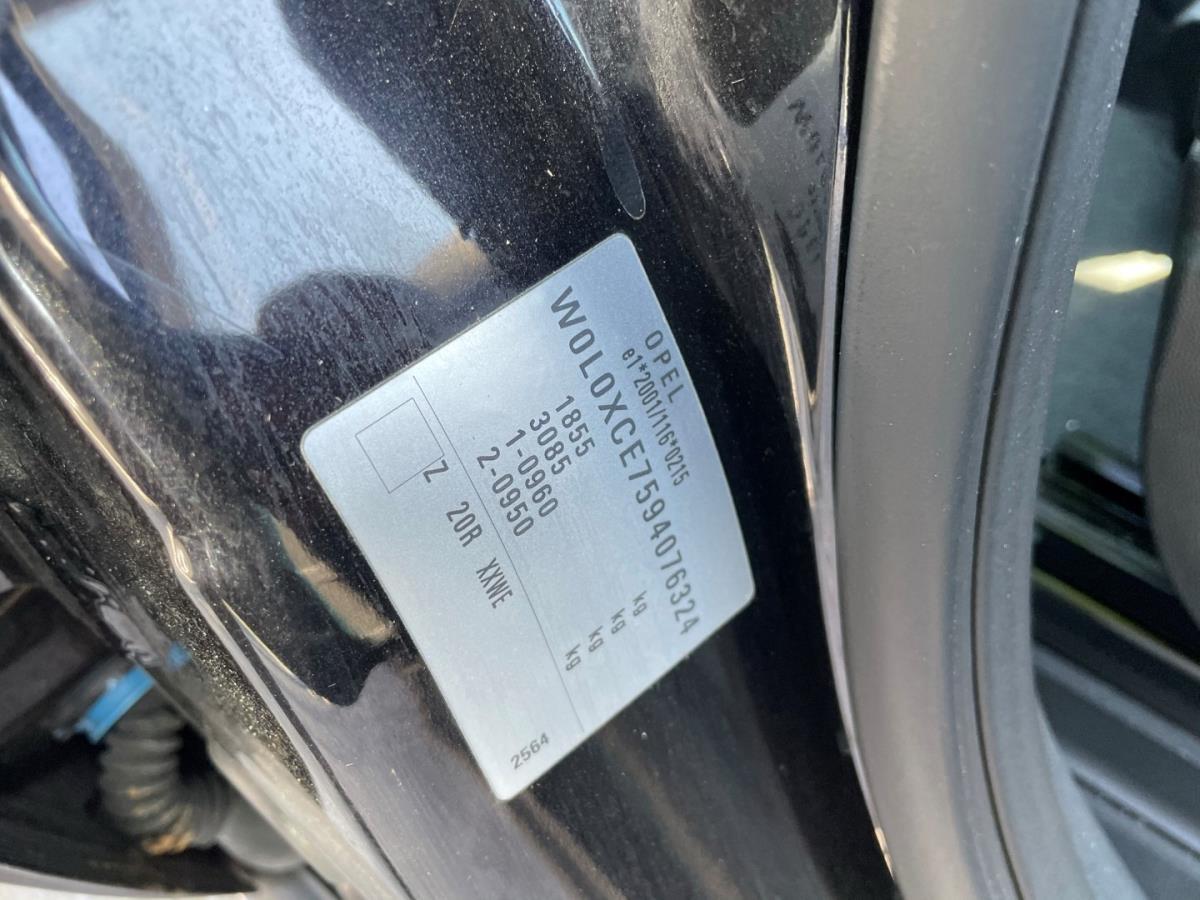 OPEL
e1*2001/116*0215
W0L0XCE7594076324
1855 kg
3085 kg
1-0960 kg
2-0950 kg
Z 20R XXWE
2564